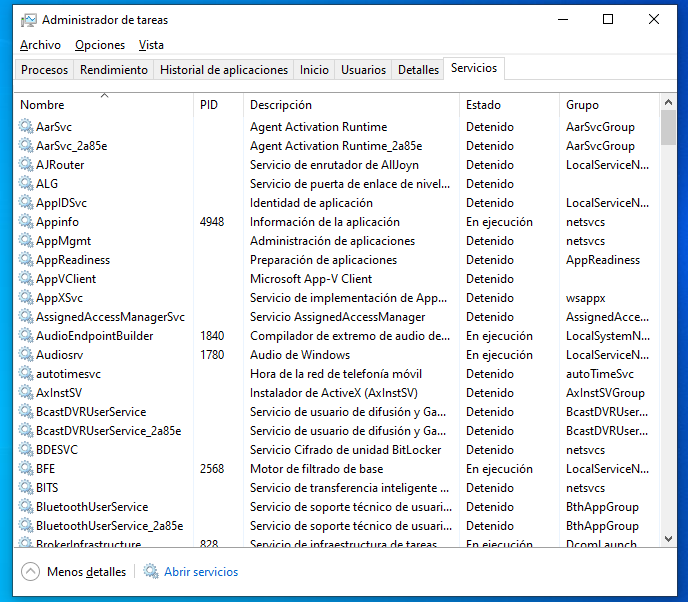 Administrador de tareas
Archivo Opciones Vista
Procesos Rendimiento Historial de aplicaciones Inicio Usuarios Detalles Servicios
Nombre PID Descripción Estado Grupo
AarSvc Agent Activation Runtime Detenido AarSvcGroup
AarSvc_2a85e Agent Activation Runtime_2a85e Detenido AarSvcGroup
AJRouter Servicio de enrutador de AllJoyn Detenido LocalServiceN...
ALG Servicio de puerta de enlace de nivel... Detenido
AppIDSvc Identidad de aplicación Detenido LocalServiceN...
Appinfo 4948 Información de la aplicación En ejecución netsvcs
AppMgmt Administración de aplicaciones Detenido netsvcs
AppReadiness Preparación de aplicaciones Detenido AppReadiness
AppVClient Microsoft App-V Client Detenido
AppXSvc Servicio de implementación de App... Detenido wsappx
AssignedAccessManagerSvc Servicio AssignedAccessManager Detenido AssignedAcce...
AudioEndpointBuilder 1840 Compilador de extremo de audio de... En ejecución LocalSystemN...
Audiosrv 1780 Audio de Windows En ejecución LocalServiceN...
autotimesvc Hora de la red de telefonía móvil Detenido autoTimeSvc
AxInstSV Instalador de ActiveX (AxInstSV) Detenido AxInstSVGroup
BcastDVRUserService Servicio de usuario de difusión y Ga... Detenido BcastDVRUser...
BcastDVRUserService_2a85e Servicio de usuario de difusión y Ga... Detenido BcastDVRUser...
BDESVC Servicio Cifrado de unidad BitLocker Detenido netsvcs
BFE 2568 Motor de filtrado de base En ejecución LocalServiceN...
BITS Servicio de transferencia inteligente ... Detenido netsvcs
BluetoothUserService Servicio de soporte técnico de usuari... Detenido BthAppGroup
BluetoothUserService_2a85e Servicio de soporte técnico de usuari... Detenido BthAppGroup
BrokerInfrastructure 828 Servicio de infraestructura de tareas En ejecución DcomLaunch
Menos detalles Abrir servicios